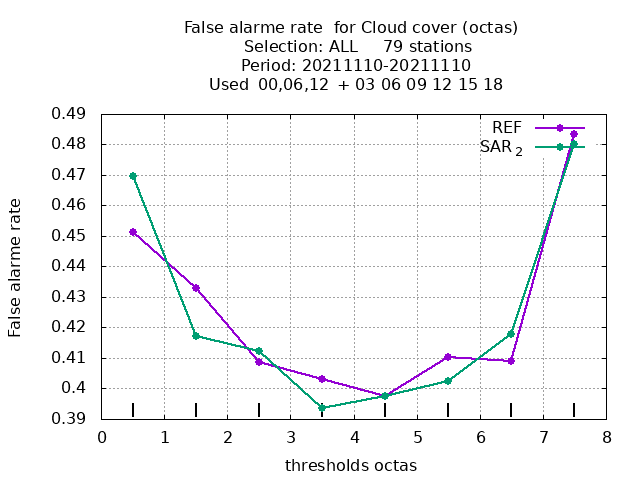 False alarme rate  for Cloud cover (octas)
Selection: ALL     79 stations
Period: 20211110-20211110
Used  00,06,12  + 03 06 09 12 15 18
0.49
REF
0.48
SAR 2
0.47
0.46
0.45
0.44
0.43
0.42
0.41
0.4
0.39
False alarme rate
0 1 2 3 4 5 6 7 8
thresholds octas